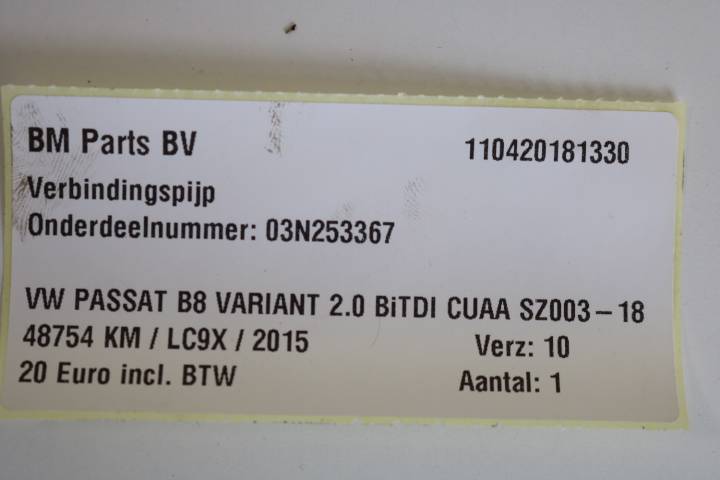 BM Parts BV 110420181330
Verbindingspijp
Onderdeelnummer: 03N253367
VW PASSAT B8 VARIANT 2.0 BiTDI CUAA SZ003-18
48754 KM / LC9X / 2015 Verz: 10
20 Euro incl. BTW Aantal: 1